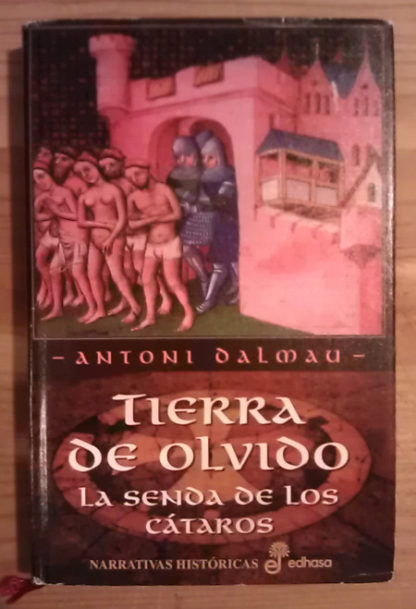 - ANTONI DALMAU -
TIERRA
DE OLVIDO
LA SENDA DE LOS
CÁTAROS
NARRATIVAS HISTÓRICAS edhasa